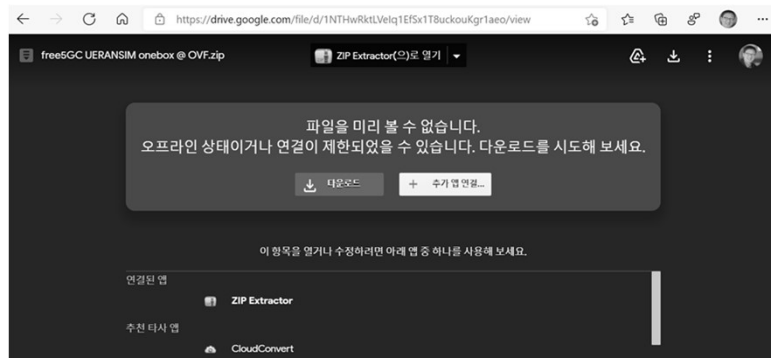 https://drive.google.com/file/d/1NTHwRktLVeIq1EfSx1T8uckouKgr1aeo/view
free5GC UERANSIM onebox @ OVF.zip
ZIP Extractor(으)로 열기
파일을 미리 볼 수 없습니다.
오프라인 상태이거나 연결이 제한되었을 수 있습니다. 다운로드를 시도해 보세요.
다운로드
+ 추가 앱 연결...
이 항목을 열거나 수정하려면 아래 앱 중 하나를 사용해 보세요.
연결된 앱
ZIP Extractor
추천 타사 앱
CloudConvert